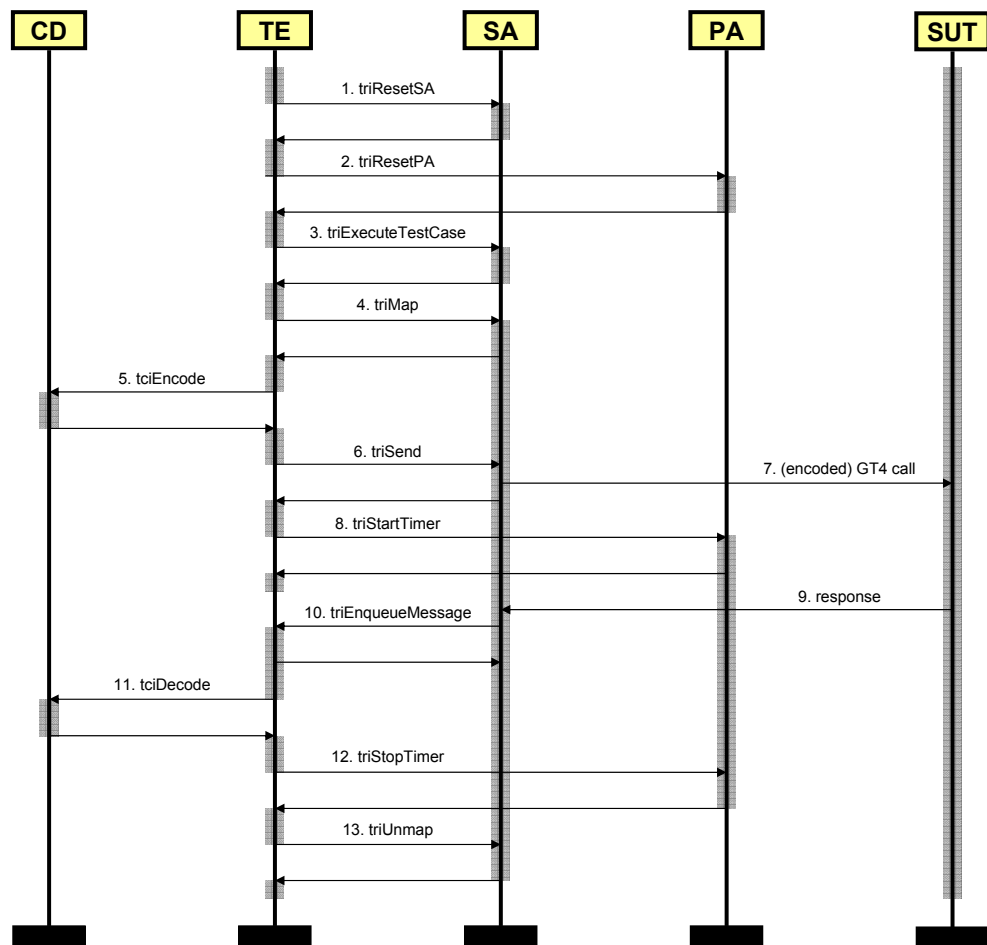 CD
TE
SA
PA
SUT
1. triResetSA
2. triResetPA
3. triExecuteTestCase
4. triMap
5. tciEncode
6. triSend
7. (encoded) GT4 call
8. triStartTimer
9. response
10. triEnqueueMessage
11. tciDecode
12. triStopTimer
13. triUnmap